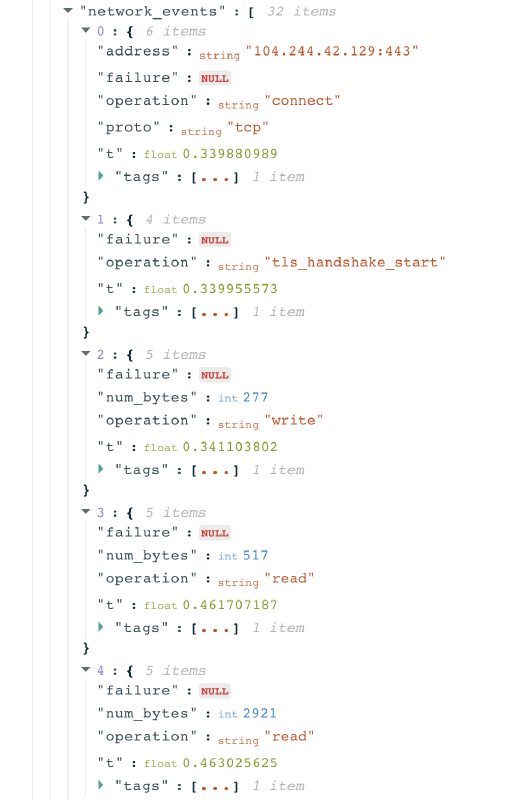 "network_events" : [ 32 items
0 : { 6 items
"address" : string "104.244.42.129:443"
"failure" : NULL
"operation" : string "connect"
"proto" : string "tcp"
"t" : float 0.339880989
"tags" : [...] 1 item
}
1 : { 4 items
"failure" : NULL
"operation" : string "tls_handshake_start"
"t" : float 0.339955573
"tags" : [...] 1 item
}
2 : { 5 items
"failure" : NULL
"num_bytes" : int 277
"operation" : string "write"
"t" : float 0.341103802
"tags" : [...] 1 item
}
3 : { 5 items
"failure" : NULL
"num_bytes" : int 517
"operation" : string "read"
"t" : float 0.461707187
"tags" : [...] 1 item
}
4 : { 5 items
"failure" : NULL
"num_bytes" : int 2921
"operation" : string "read"
"t" : float 0.463025625
"tags" : [...] 1 item